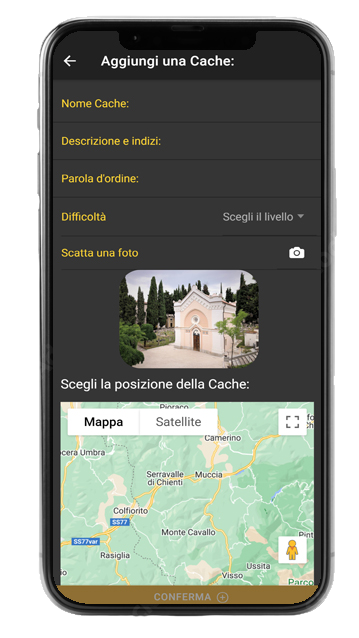 Aggiungi una Cache:
Nome Cache:
Descrizione e indizi:
Parola d'ordine:
Difficoltà Scegli il livello
Scatta una foto
Scegli la posizione della Cache:
Pioraco
Mappa Satellite
Camerino
ocera Umbra
Serravalle Muccia
di Chienti
Colfiorito
SS77
Monte Cavallo
SS77var
Rasiglia
Ussita
Visso
Parco
CONFERMA